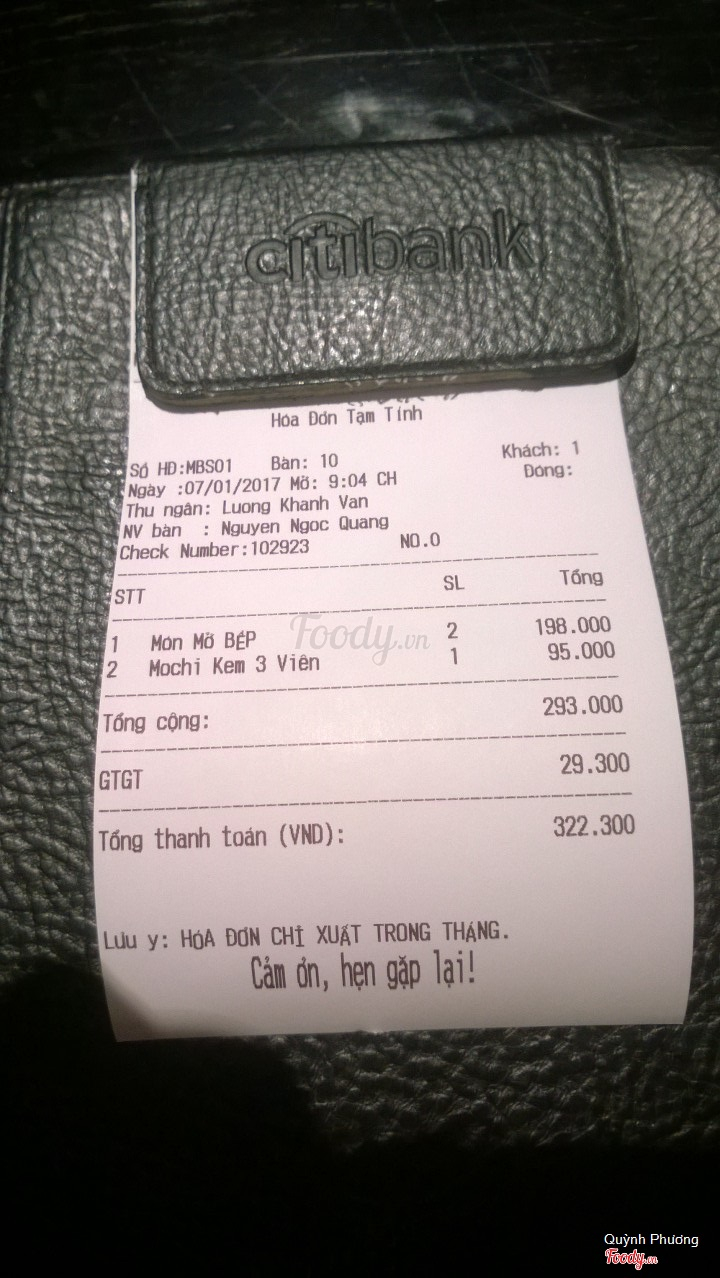 citibank
Hóa Đơn Tạm Tính
Số HĐ:MBS01 Bàn: 10 Khách: 1
Ngày :07/01/2017 Mở: 9:04 CH Đóng:
Thu ngân: Luong Khanh Van
NV bàn : Nguyen Ngoc Quang
Check Number:102923 NO.0
STT SL Tổng
1 Món Mở BẾP 2 198.000
2 Mochi Kem 3 Viên 1 95.000
Tổng cộng: 293.000
GTGT 29.300
Tổng thanh toán (VND): 322.300
Lưu y: HÓA ĐƠN CHỈ XUẤT TRONG THÁNG.
Cảm ơn, hẹn gặp lại!
Foody.vn
Quỳnh Phương
Foody.vn